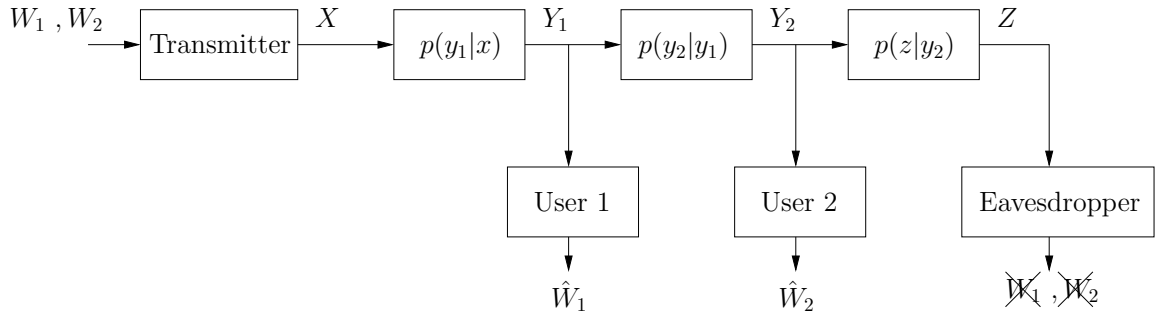 W₁ , W₂ X Y₁ Y₂ Z
Transmitter p(y₁|x) p(y₂|y₁) p(z|y₂)
User 1 User 2 Eavesdropper
Ŵ₁ Ŵ₂ W₁ , W₂